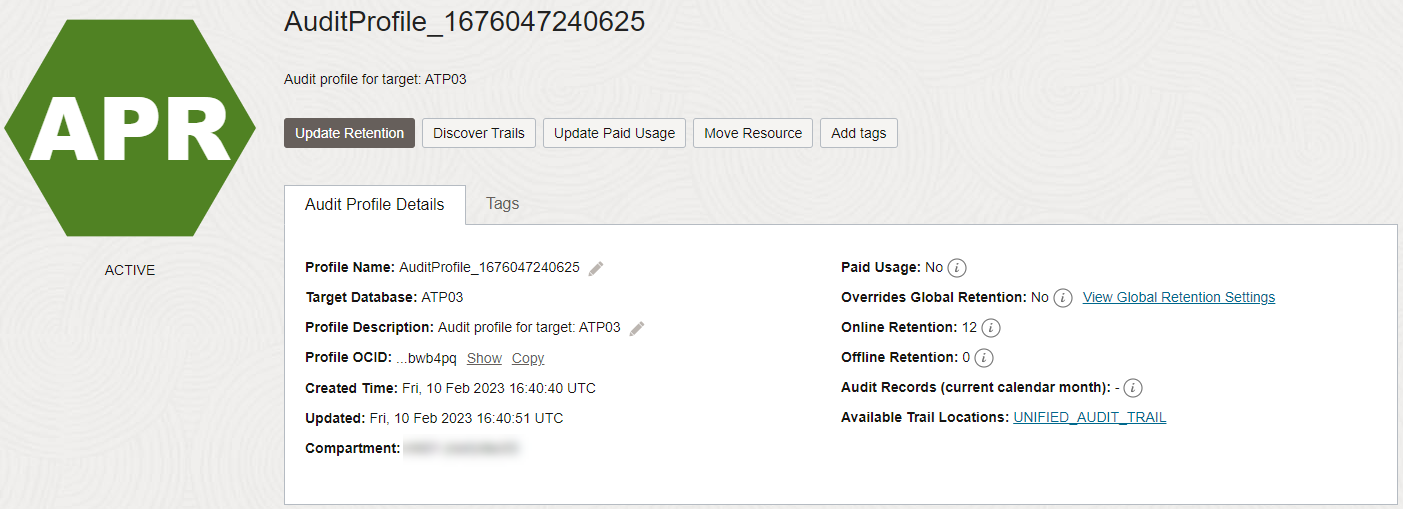 AuditProfile_1676047240625
Audit profile for target: ATP03
APR
ACTIVE
Update Retention Discover Trails Update Paid Usage Move Resource Add tags
Audit Profile Details Tags
Profile Name: AuditProfile_1676047240625
Target Database: ATP03
Profile Description: Audit profile for target: ATP03
Profile OCID: ...bwb4pq Show Copy
Created Time: Fri, 10 Feb 2023 16:40:40 UTC
Updated: Fri, 10 Feb 2023 16:40:51 UTC
Compartment:
Paid Usage: No i
Overrides Global Retention: No i View Global Retention Settings
Online Retention: 12 i
Offline Retention: 0 i
Audit Records (current calendar month): - i
Available Trail Locations: UNIFIED_AUDIT_TRAIL